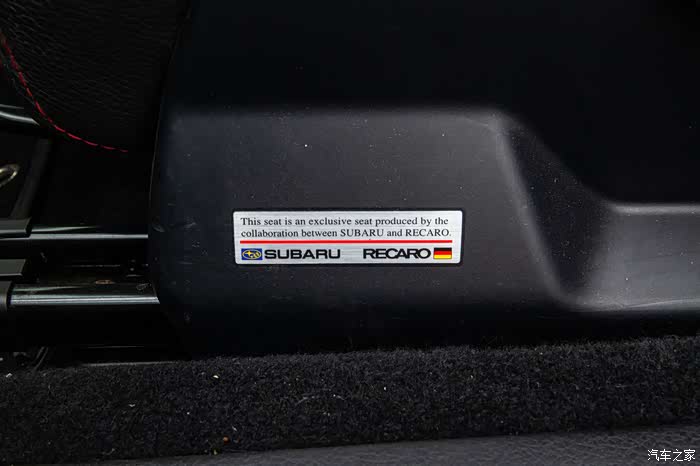 This seat is an exclusive seat produced by the
collaboration between SUBARU and RECARO.
SUBARU RECARO
汽车之家